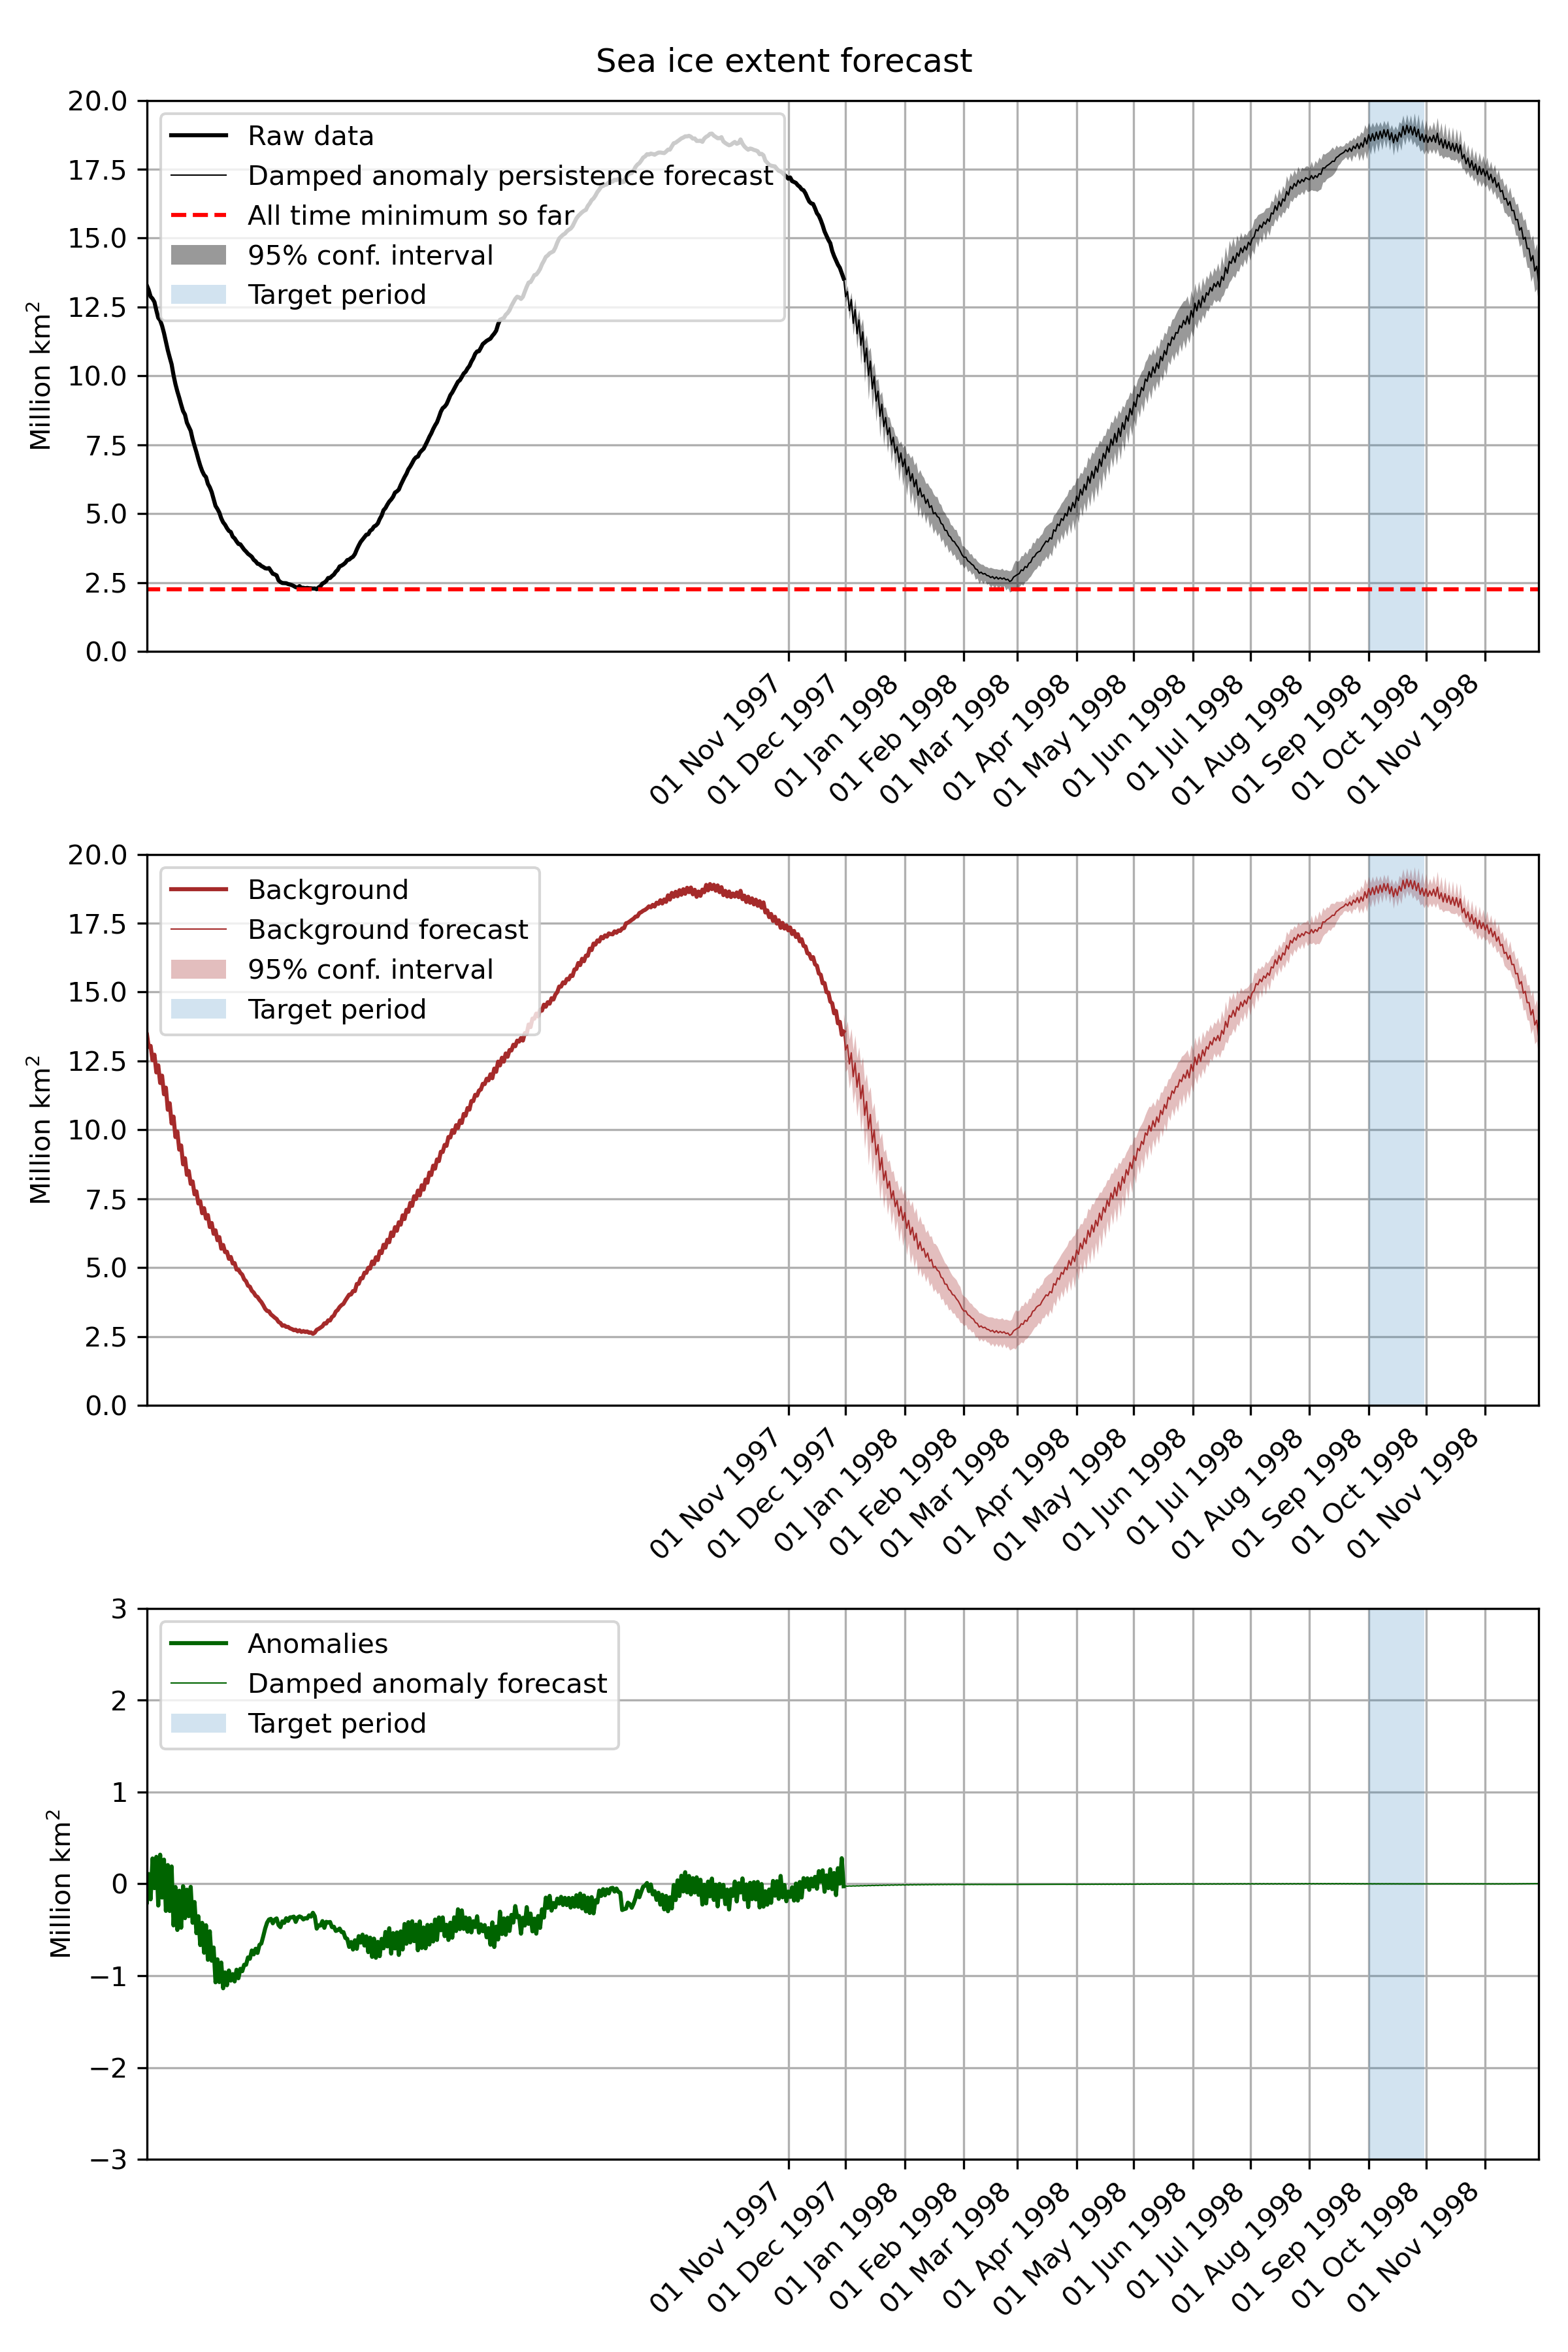 Sea ice extent forecast
20.0
17.5
15.0
12.5
10.0
7.5
5.0
2.5
0.0
Million km²
Raw data
Damped anomaly persistence forecast
All time minimum so far
95% conf. interval
Target period
01 Nov 1997
01 Dec 1997
01 Jan 1998
01 Feb 1998
01 Mar 1998
01 Apr 1998
01 May 1998
01 Jun 1998
01 Jul 1998
01 Aug 1998
01 Sep 1998
01 Oct 1998
01 Nov 1998
20.0
17.5
15.0
12.5
10.0
7.5
5.0
2.5
0.0
Million km²
Background
Background forecast
95% conf. interval
Target period
01 Nov 1997
01 Dec 1997
01 Jan 1998
01 Feb 1998
01 Mar 1998
01 Apr 1998
01 May 1998
01 Jun 1998
01 Jul 1998
01 Aug 1998
01 Sep 1998
01 Oct 1998
01 Nov 1998
3
2
1
0
−1
−2
−3
Million km²
Anomalies
Damped anomaly forecast
Target period
01 Nov 1997
01 Dec 1997
01 Jan 1998
01 Feb 1998
01 Mar 1998
01 Apr 1998
01 May 1998
01 Jun 1998
01 Jul 1998
01 Aug 1998
01 Sep 1998
01 Oct 1998
01 Nov 1998